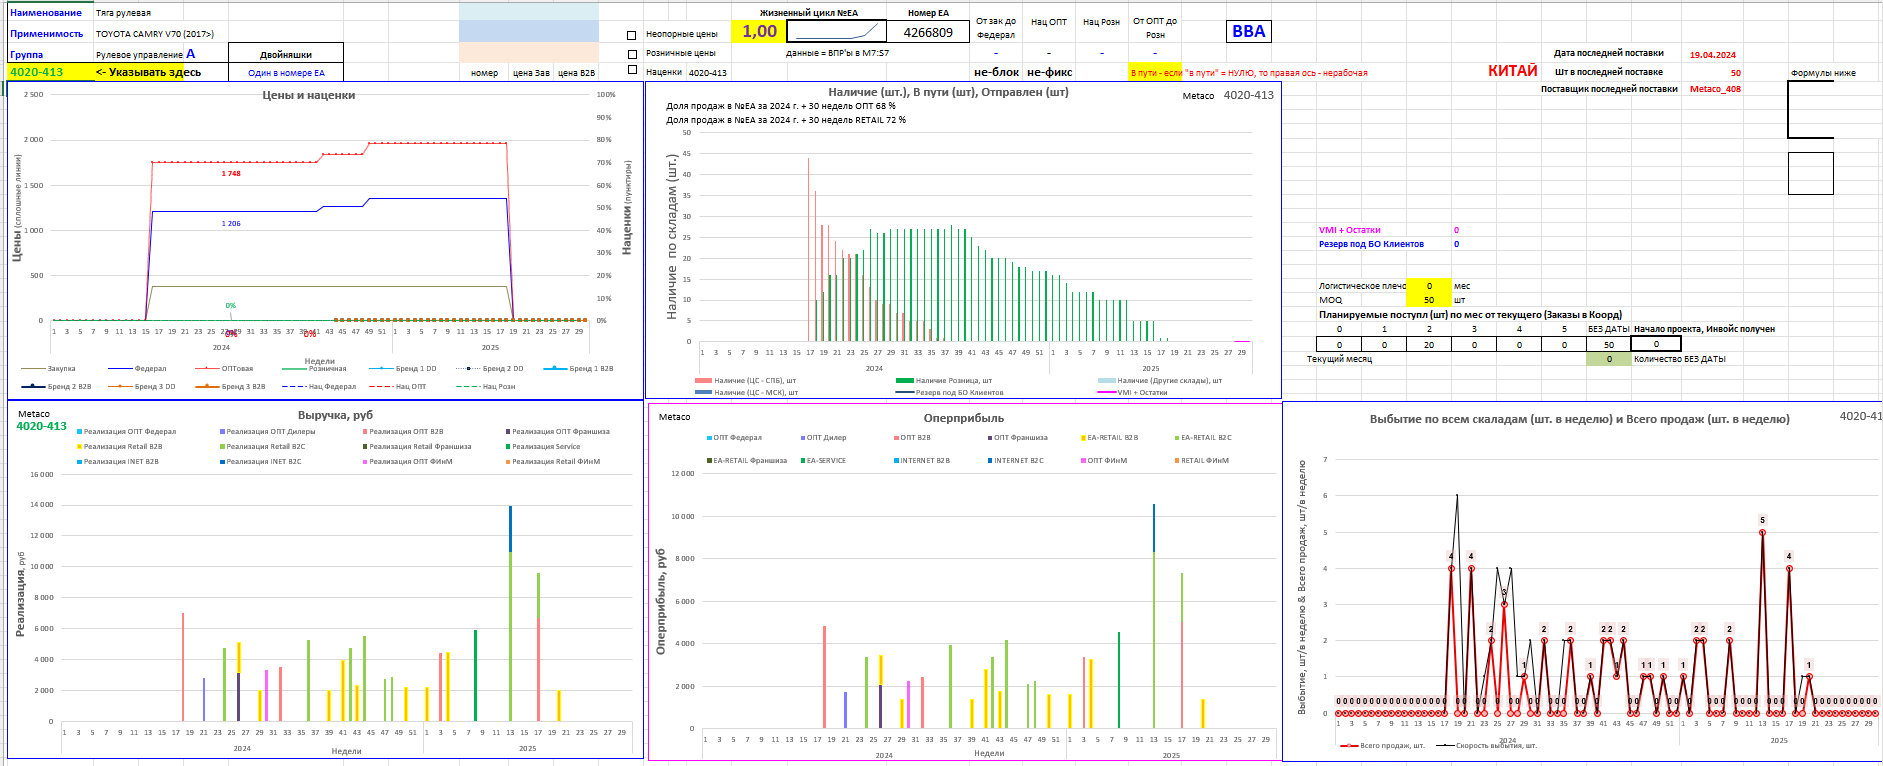 Наименование Тяга рулевая
Применимость TOYOTA CAMRY V70 (2017>)
Группа Рулевое управление А Двойняшки
4020-413 <- Указывать здесь Один в номере ЕА номер цена Зав цена B2B
Жизненный цикл №ЕА Номер ЕА
Неопорные цены 1,00 4266809
Розничные цены данные = ВПР'ы в M7:S7
Наценки 4020-413
От зак до Федерал Нац ОПТ Нац Розн От ОПТ до Розн
- - - -
не-блок не-фикс
ВВА
В пути - если "в пути" = НУЛЮ, то правая ось - нерабочая
КИТАЙ
Дата последней поставки 19.04.2024
Шт в последней поставке 50
Поставщик последней поставки Metaco_408
Формулы ниже
Цены и наценки
2 500
2 000
1 500
1 000
500
0
Цены (сплошные линии)
100%
90%
80%
70%
60%
50%
40%
30%
20%
10%
0%
Наценки (пунктиры)
1 748
1 206
0%
0%
1 3 5 7 9 11 13 15 17 19 21 23 25 27 29 31 33 35 37 39 41 43 45 47 49 51 1 3 5 7 9 11 13 15 17 19 21 23 25 27 29
2024 2025
Недели
Закупка Федерал ОПТовая Розничная Бренд 1 DD Бренд 2 DD Бренд 1 B2B
Бренд 2 B2B Бренд 3 DD Бренд 3 B2B Нац Федерал Нац ОПТ Нац Розн
Наличие (шт.), В пути (шт), Отправлен (шт)
Metaco 4020-413
Доля продаж в №ЕА за 2024 г. + 30 недель ОПТ 68 %
Доля продаж в №ЕА за 2024 г. + 30 недель RETAIL 72 %
Наличие по складам (шт.)
50
45
40
35
30
25
20
15
10
5
0
1 3 5 7 9 11 13 15 17 19 21 23 25 27 29 31 33 35 37 39 41 43 45 47 49 51 1 3 5 7 9 11 13 15 17 19 21 23 25 27 29
2024 2025
Наличие (ЦС - СПБ), шт Наличие Розница, шт Наличие (Другие склады), шт
Наличие (ЦС - МСК), шт Резерв под БО Клиентов VMI + Остатки
VMI + Остатки 0
Резерв под БО Клиентов 0
Логистическое плечо 0 мес
MOQ 50 шт
Планируемые поступл (шт) по мес от текущего (Заказы в Коорд)
0 1 2 3 4 5 БЕЗ ДАТЫ Начало проекта, Инвойс получен
0 0 20 0 0 0 50 0
Текущий месяц 0 Количество БЕЗ ДАТЫ
Metaco
4020-413
Выручка, руб
Реализация ОПТ Федерал Реализация ОПТ Дилеры Реализация ОПТ B2B Реализация ОПТ Франшиза
Реализация Retail B2B Реализация Retail B2C Реализация Retail Франшиза Реализация Service
Реализация INET B2B Реализация INET B2C Реализация ОПТ ФИнМ Реализация Retail ФИнМ
Реализация, руб
16 000
14 000
12 000
10 000
8 000
6 000
4 000
2 000
0
1 3 5 7 9 11 13 15 17 19 21 23 25 27 29 31 33 35 37 39 41 43 45 47 49 51 1 3 5 7 9 11 13 15 17 19 21 23 25 27 29
2024 Недели 2025
Metaco
Оперприбыль
ОПТ Федерал ОПТ Дилер ОПТ B2B ОПТ Франшиза EA-RETAIL B2B EA-RETAIL B2C
EA-RETAIL Франшиза EA-SERVICE INTERNET B2B INTERNET B2C ОПТ ФИнМ RETAIL ФИнМ
Оперприбыль, руб
12 000
10 000
8 000
6 000
4 000
2 000
0
1 3 5 7 9 11 13 15 17 19 21 23 25 27 29 31 33 35 37 39 41 43 45 47 49 51 1 3 5 7 9 11 13 15 17 19 21 23 25 27 29
2024 Недели 2025
Выбытие по всем скаладам (шт. в неделю) и Всего продаж (шт. в неделю) 4020-41
Выбытие, шт/в неделю & Всего продаж, шт/в неделю
7
6
5
4
3
2
1
0
1 3 5 7 9 11 13 15 17 19 21 23 25 27 29 31 33 35 37 39 41 43 45 47 49 51 1 3 5 7 9 11 13 15 17 19 21 23 25 27 29
2024 2025
Всего продаж, шт. Скорость выбытия, шт.